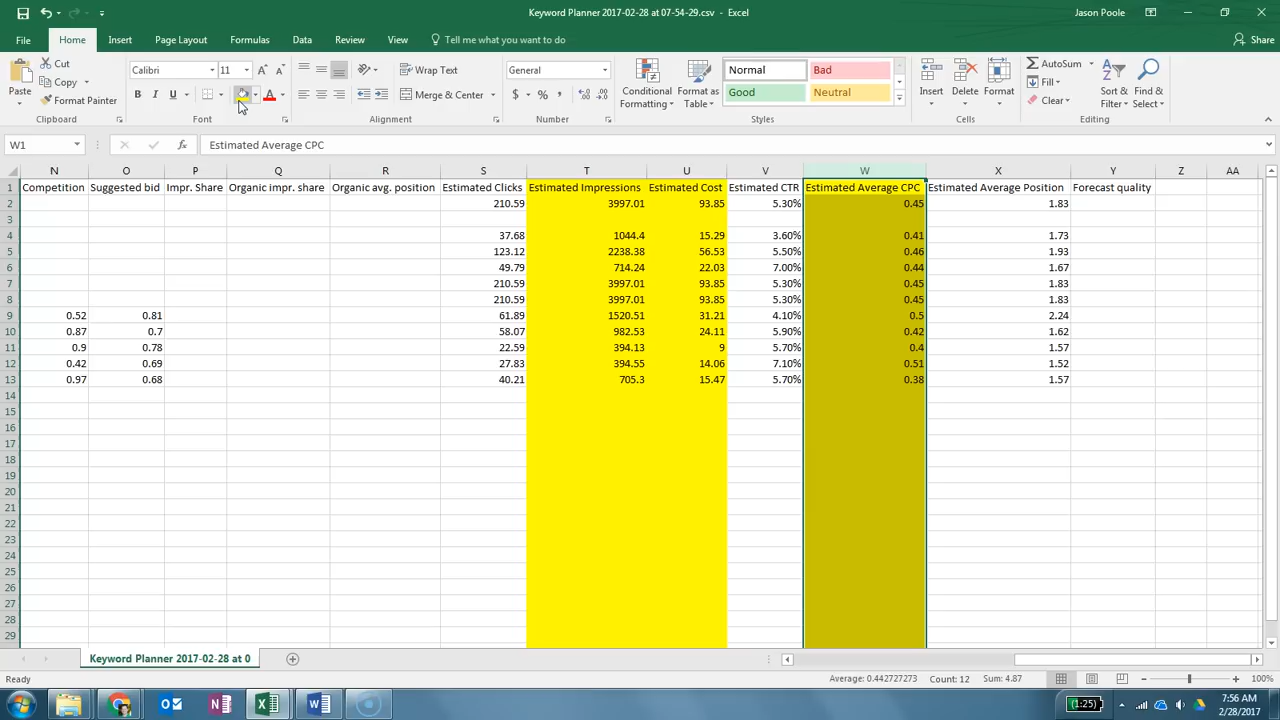 Keyword Planner 2017-02-28 at 07-54-29.csv - Excel
Jason Poole
File Home Insert Page Layout Formulas Data Review View Tell me what you want to do Share
Paste Cut Calibri 11 Wrap Text General Conditional Formatting Format as Table Normal Bad Insert Delete Format AutoSum Sort & Filter Find & Select
Copy B I U Merge & Center $ % Good Neutral Fill
Format Painter Clear
Clipboard Font Alignment Number Styles Cells Editing
W1 Estimated Average CPC
N O P Q R S T U V W X Y Z AA
1 Competition Suggested bid Impr. Share Organic impr. share Organic avg. position Estimated Clicks Estimated Impressions Estimated Cost Estimated CTR Estimated Average CPC Estimated Average Position Forecast quality
2 210.59 3997.01 93.85 5.30% 0.45 1.83
3
4 37.68 1044.4 15.29 3.60% 0.41 1.73
5 123.12 2238.38 56.53 5.50% 0.46 1.93
6 49.79 714.24 22.03 7.00% 0.44 1.67
7 210.59 3997.01 93.85 5.30% 0.45 1.83
8 210.59 3997.01 93.85 5.30% 0.45 1.83
9 0.52 0.81 61.89 1520.51 31.21 4.10% 0.5 2.24
10 0.87 0.7 58.07 982.53 24.11 5.90% 0.42 1.62
11 0.9 0.78 22.59 394.13 9 5.70% 0.4 1.57
12 0.42 0.69 27.83 394.55 14.06 7.10% 0.51 1.52
13 0.97 0.68 40.21 705.3 15.47 5.70% 0.38 1.57
14
15
16
17
18
19
20
21
22
23
24
25
26
27
28
29
Keyword Planner 2017-02-28 at 0
Ready Average: 0.442727273 Count: 12 Sum: 4.87 100%
(1:25) 7:56 AM
2/28/2017